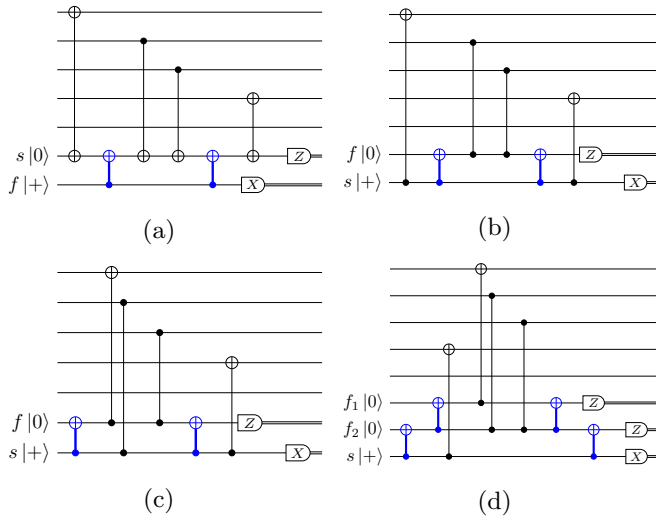 s |0⟩ Z
f |+⟩ X
(a)
f |0⟩ Z
s |+⟩ X
(b)
f |0⟩ Z
s |+⟩ X
(c)
f₁ |0⟩ Z
f₂ |0⟩ Z
s |+⟩ X
(d)